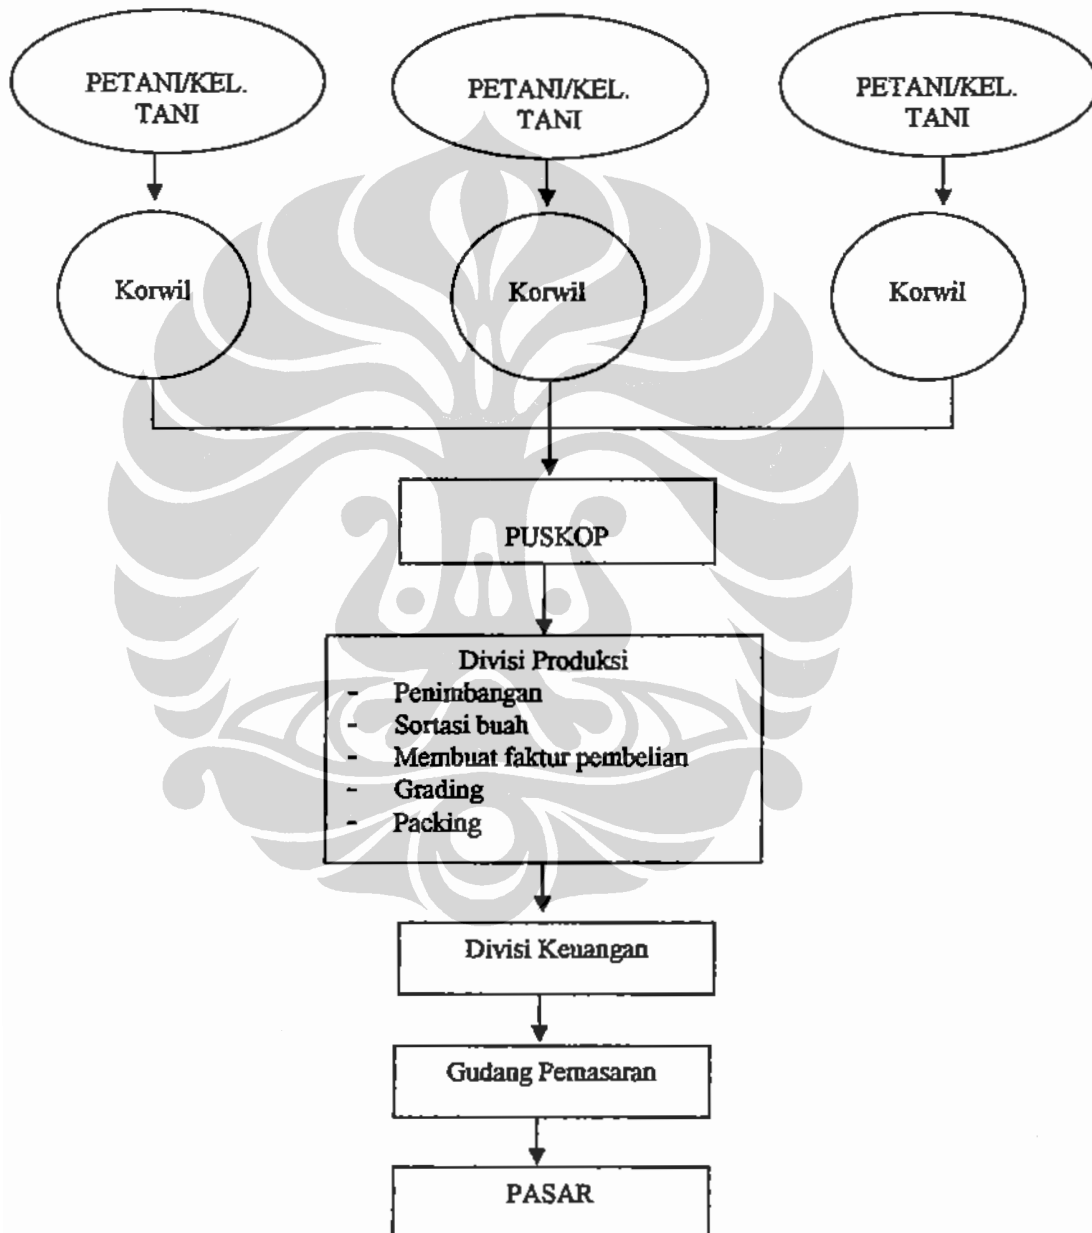 PETANI/KEL.
TANI
PETANI/KEL.
TANI
PETANI/KEL.
TANI
Korwil
Korwil
Korwil
PUSKOP
Divisi Produksi
- Penimbangan
- Sortasi buah
- Membuat faktur pembelian
- Grading
- Packing
Divisi Keuangan
Gudang Pemasaran
PASAR